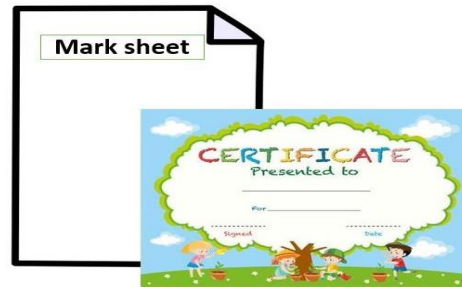 Mark sheet
CERTIFICATE
Presented to
For
Signed Date